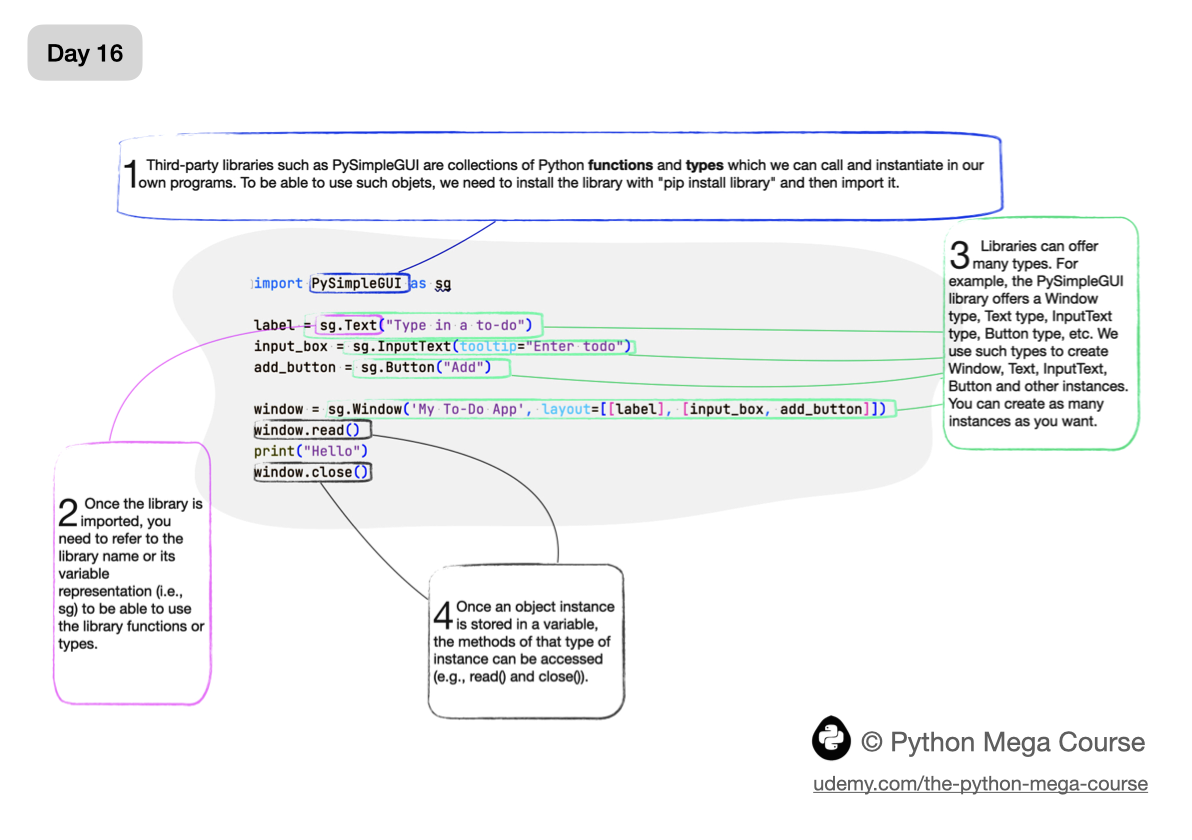 Day 16
1 Third-party libraries such as PySimpleGUI are collections of Python functions and types which we can call and instantiate in our
own programs. To be able to use such objets, we need to install the library with "pip install library" and then import it.
import PySimpleGUI as sg
label = sg.Text("Type in a to-do")
input_box = sg.InputText(tooltip="Enter todo")
add_button = sg.Button("Add")
window = sg.Window('My To-Do App', layout=[[label], [input_box, add_button]])
window.read()
print("Hello")
window.close()
3 Libraries can offer
many types. For
example, the PySimpleGUI
library offers a Window
type, Text type, InputText
type, Button type, etc. We
use such types to create
Window, Text, InputText,
Button and other instances.
You can create as many
instances as you want.
2 Once the library is
imported, you
need to refer to the
library name or its
variable
representation (i.e.,
sg) to be able to use
the library functions or
types.
4 Once an object instance
is stored in a variable,
the methods of that type of
instance can be accessed
(e.g., read() and close()).
© Python Mega Course
udemy.com/the-python-mega-course